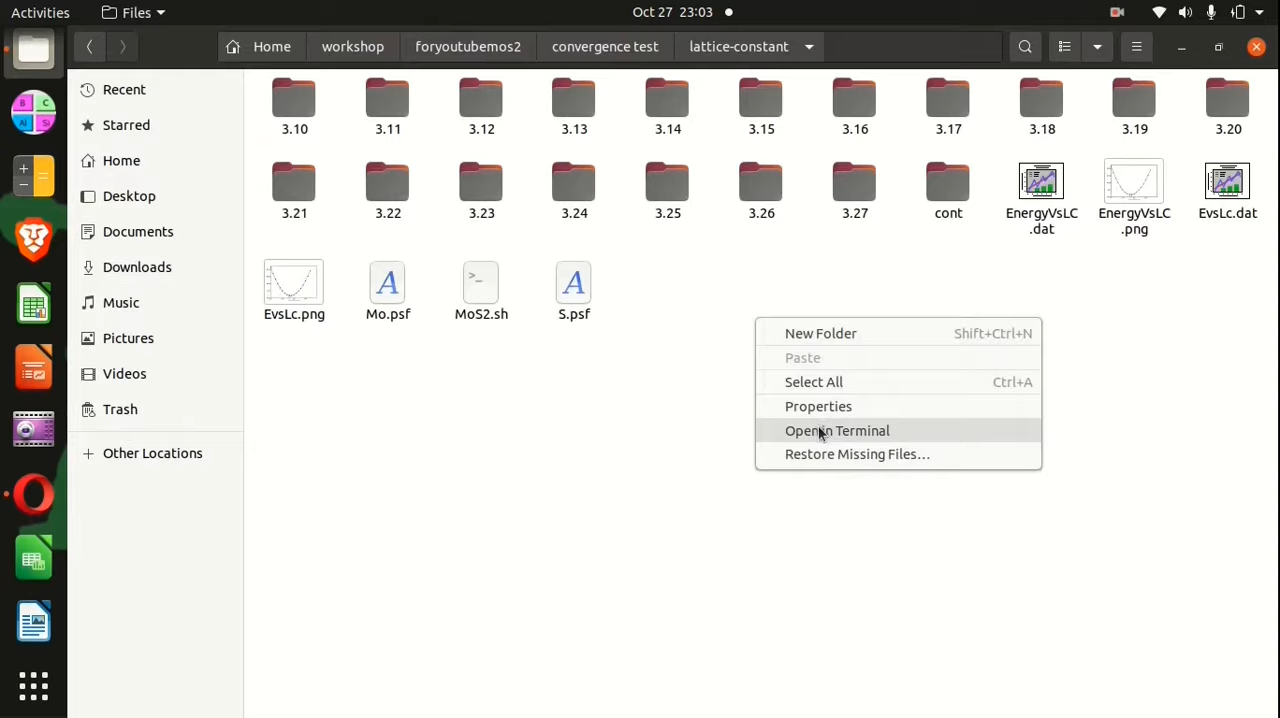 Activities
Files
Oct 27 23:03
Home
workshop
foryoutubemos2
convergence test
lattice-constant
Recent
Starred
Home
Desktop
Documents
Downloads
Music
Pictures
Videos
Trash
Other Locations
3.10
3.11
3.12
3.13
3.14
3.15
3.16
3.17
3.18
3.19
3.20
3.21
3.22
3.23
3.24
3.25
3.26
3.27
cont
EnergyVsLC
.dat
EnergyVsLC
.png
EvsLc.dat
EvsLc.png
Mo.psf
MoS2.sh
S.psf
New Folder Shift+Ctrl+N
Paste
Select All Ctrl+A
Properties
Open in Terminal
Restore Missing Files…
B C
Al Si
A
>_
A